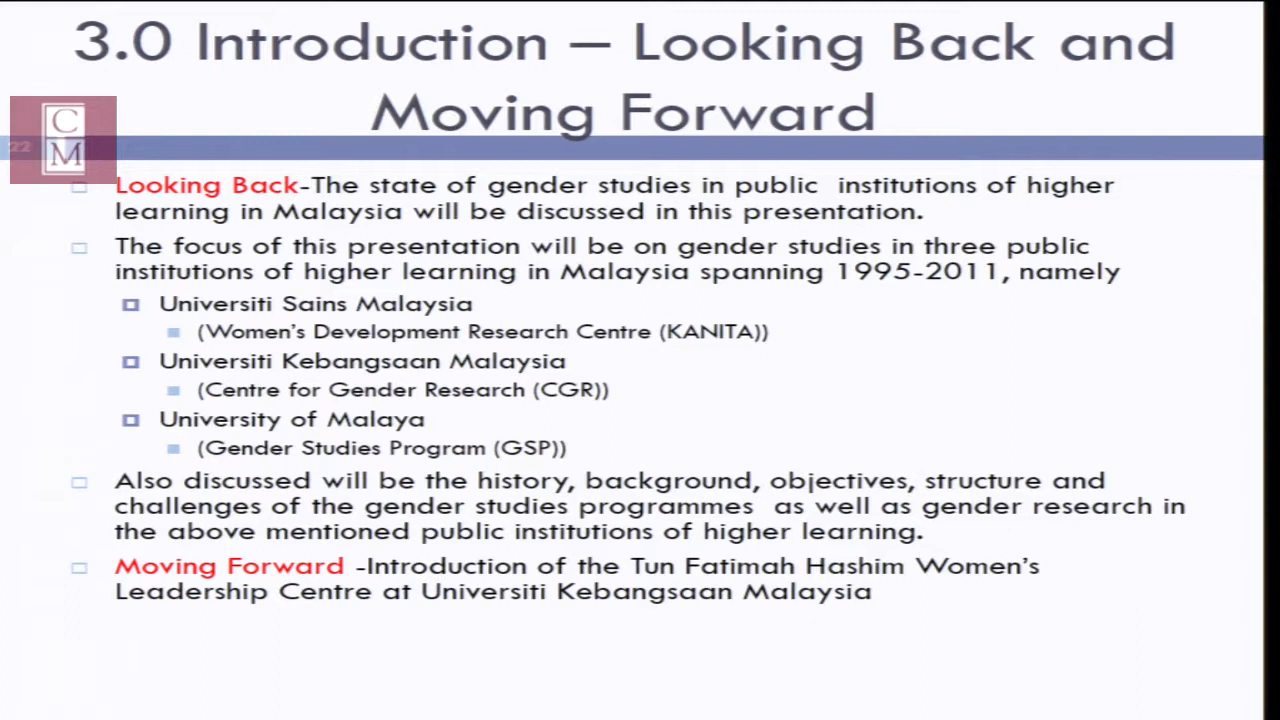 3.0 Introduction – Looking Back and
Moving Forward
22
C
M
Looking Back-The state of gender studies in public institutions of higher
learning in Malaysia will be discussed in this presentation.
The focus of this presentation will be on gender studies in three public
institutions of higher learning in Malaysia spanning 1995-2011, namely
Universiti Sains Malaysia
(Women's Development Research Centre (KANITA))
Universiti Kebangsaan Malaysia
(Centre for Gender Research (CGR))
University of Malaya
(Gender Studies Program (GSP))
Also discussed will be the history, background, objectives, structure and
challenges of the gender studies programmes as well as gender research in
the above mentioned public institutions of higher learning.
Moving Forward -Introduction of the Tun Fatimah Hashim Women's
Leadership Centre at Universiti Kebangsaan Malaysia